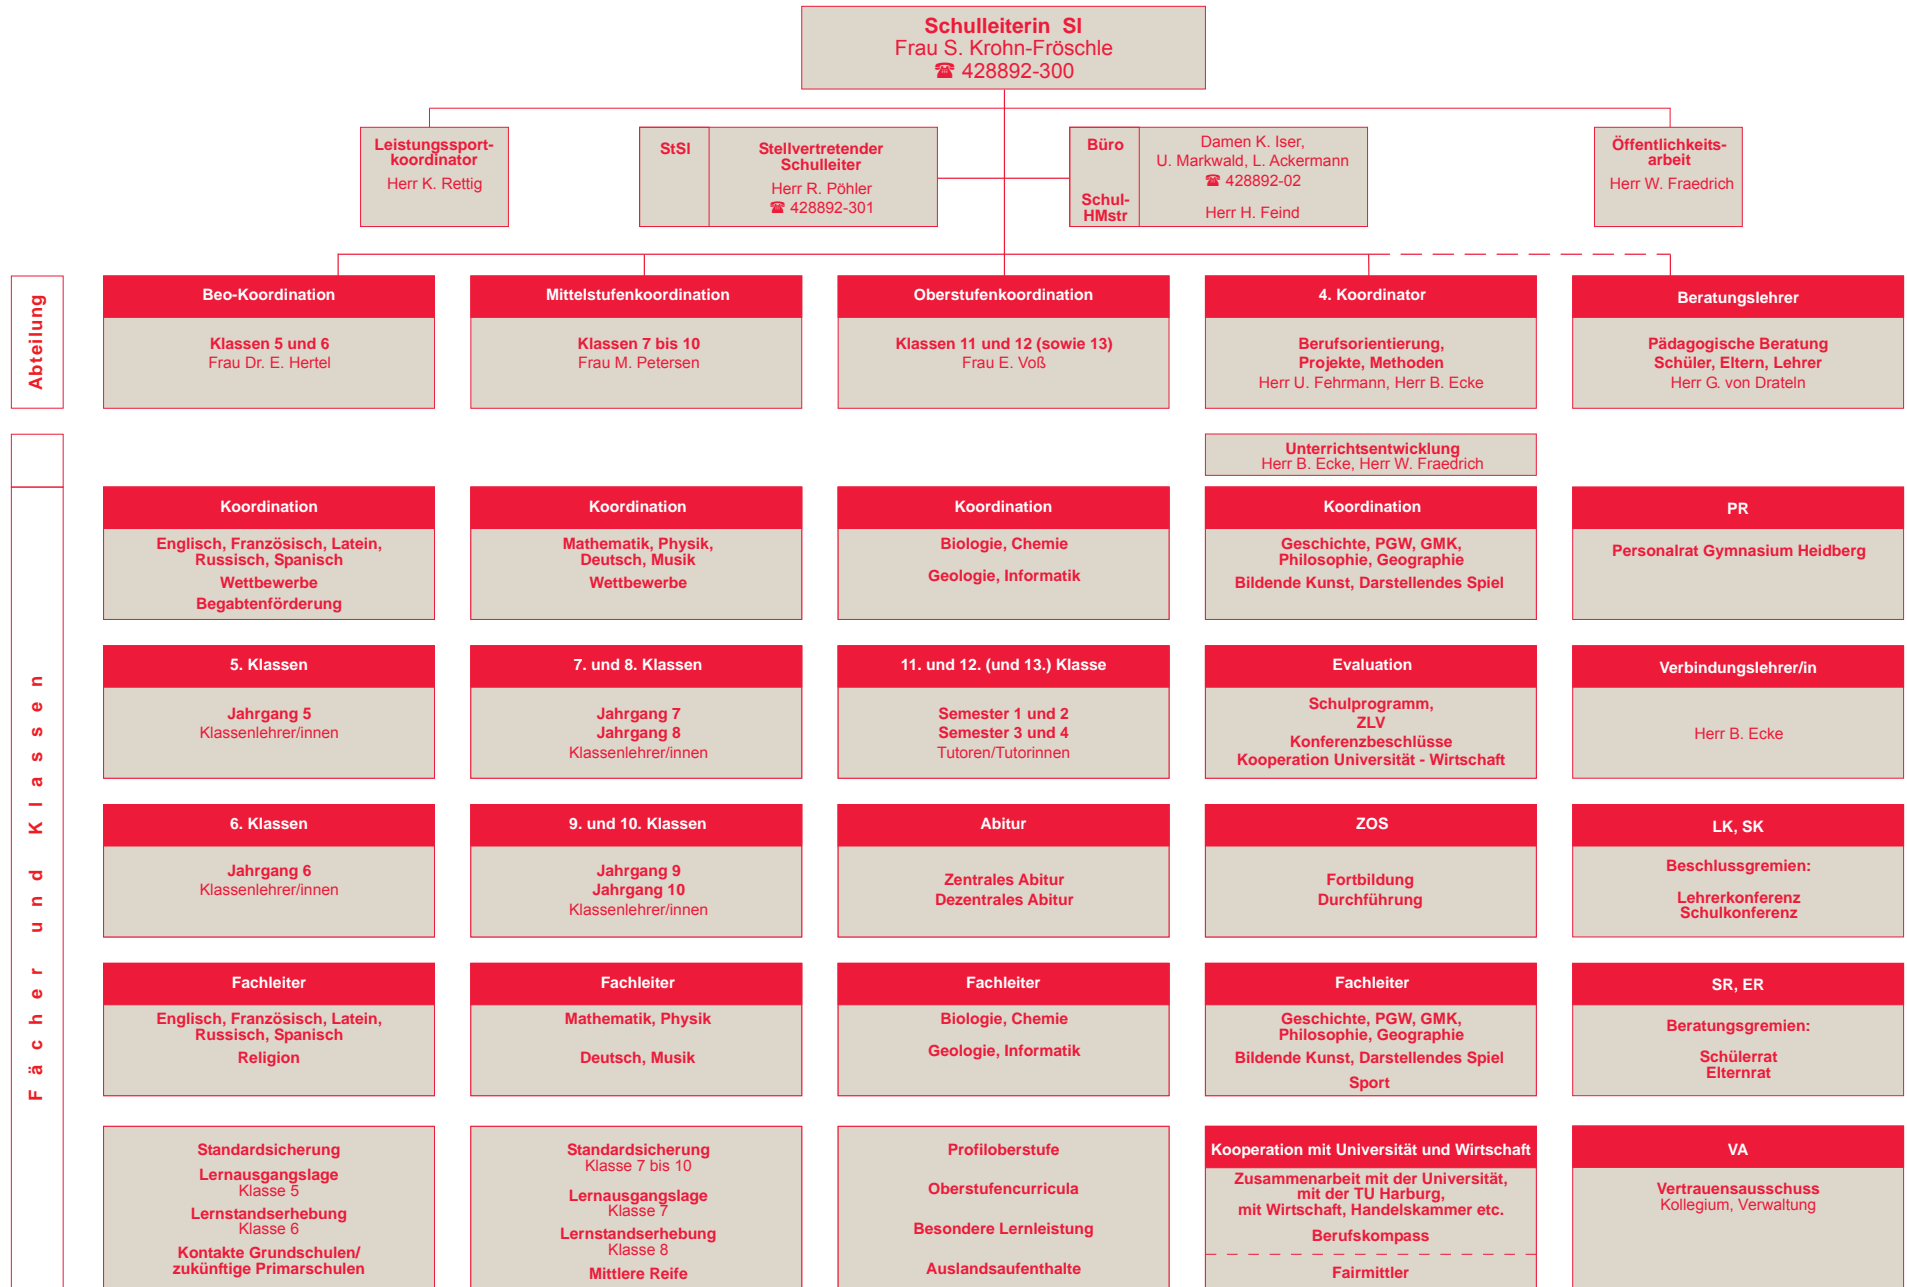 Schulleiterin SI
Frau S. Krohn-Fröschle
☎ 428892-300
Leistungssport-
koordinator
Herr K. Rettig
StSl
Stellvertretender
Schulleiter
Herr R. Pöhler
☎ 428892-301
Büro
Damen K. Iser,
U. Markwald, L. Ackermann
☎ 428892-02
Schul-
HMstr
Herr H. Feind
Öffentlichkeits-
arbeit
Herr W. Fraedrich
Abteilung
Beo-Koordination
Klassen 5 und 6
Frau Dr. E. Hertel
Mittelstufenkoordination
Klassen 7 bis 10
Frau M. Petersen
Oberstufenkoordination
Klassen 11 und 12 (sowie 13)
Frau E. Voß
4. Koordinator
Berufsorientierung,
Projekte, Methoden
Herr U. Fehrmann, Herr B. Ecke
Beratungslehrer
Pädagogische Beratung
Schüler, Eltern, Lehrer
Herr G. von Drateln
Unterrichtsentwicklung
Herr B. Ecke, Herr W. Fraedrich
Fächer und Klassen
Koordination
Englisch, Französisch, Latein,
Russisch, Spanisch
Wettbewerbe
Begabtenförderung
Koordination
Mathematik, Physik,
Deutsch, Musik
Wettbewerbe
Koordination
Biologie, Chemie
Geologie, Informatik
Koordination
Geschichte, PGW, GMK,
Philosophie, Geographie
Bildende Kunst, Darstellendes Spiel
PR
Personalrat Gymnasium Heidberg
5. Klassen
Jahrgang 5
Klassenlehrer/innen
7. und 8. Klassen
Jahrgang 7
Jahrgang 8
Klassenlehrer/innen
11. und 12. (und 13.) Klasse
Semester 1 und 2
Semester 3 und 4
Tutoren/Tutorinnen
Evaluation
Schulprogramm,
ZLV
Konferenzbeschlüsse
Kooperation Universität - Wirtschaft
Verbindungslehrer/in
Herr B. Ecke
6. Klassen
Jahrgang 6
Klassenlehrer/innen
9. und 10. Klassen
Jahrgang 9
Jahrgang 10
Klassenlehrer/innen
Abitur
Zentrales Abitur
Dezentrales Abitur
ZOS
Fortbildung
Durchführung
LK, SK
Beschlussgremien:
Lehrerkonferenz
Schulkonferenz
Fachleiter
Englisch, Französisch, Latein,
Russisch, Spanisch
Religion
Fachleiter
Mathematik, Physik
Deutsch, Musik
Fachleiter
Biologie, Chemie
Geologie, Informatik
Fachleiter
Geschichte, PGW, GMK,
Philosophie, Geographie
Bildende Kunst, Darstellendes Spiel
Sport
SR, ER
Beratungsgremien:
Schülerrat
Elternrat
Standardsicherung
Lernausgangslage
Klasse 5
Lernstandserhebung
Klasse 6
Kontakte Grundschulen/
zukünftige Primarschulen
Standardsicherung
Klasse 7 bis 10
Lernausgangslage
Klasse 7
Lernstandserhebung
Klasse 8
Mittlere Reife
Profiloberstufe
Oberstufencurricula
Besondere Lernleistung
Auslandsaufenthalte
Kooperation mit Universität und Wirtschaft
Zusammenarbeit mit der Universität,
mit der TU Harburg,
mit Wirtschaft, Handelskammer etc.
Berufskompass
Fairmittler
VA
Vertrauensausschuss
Kollegium, Verwaltung